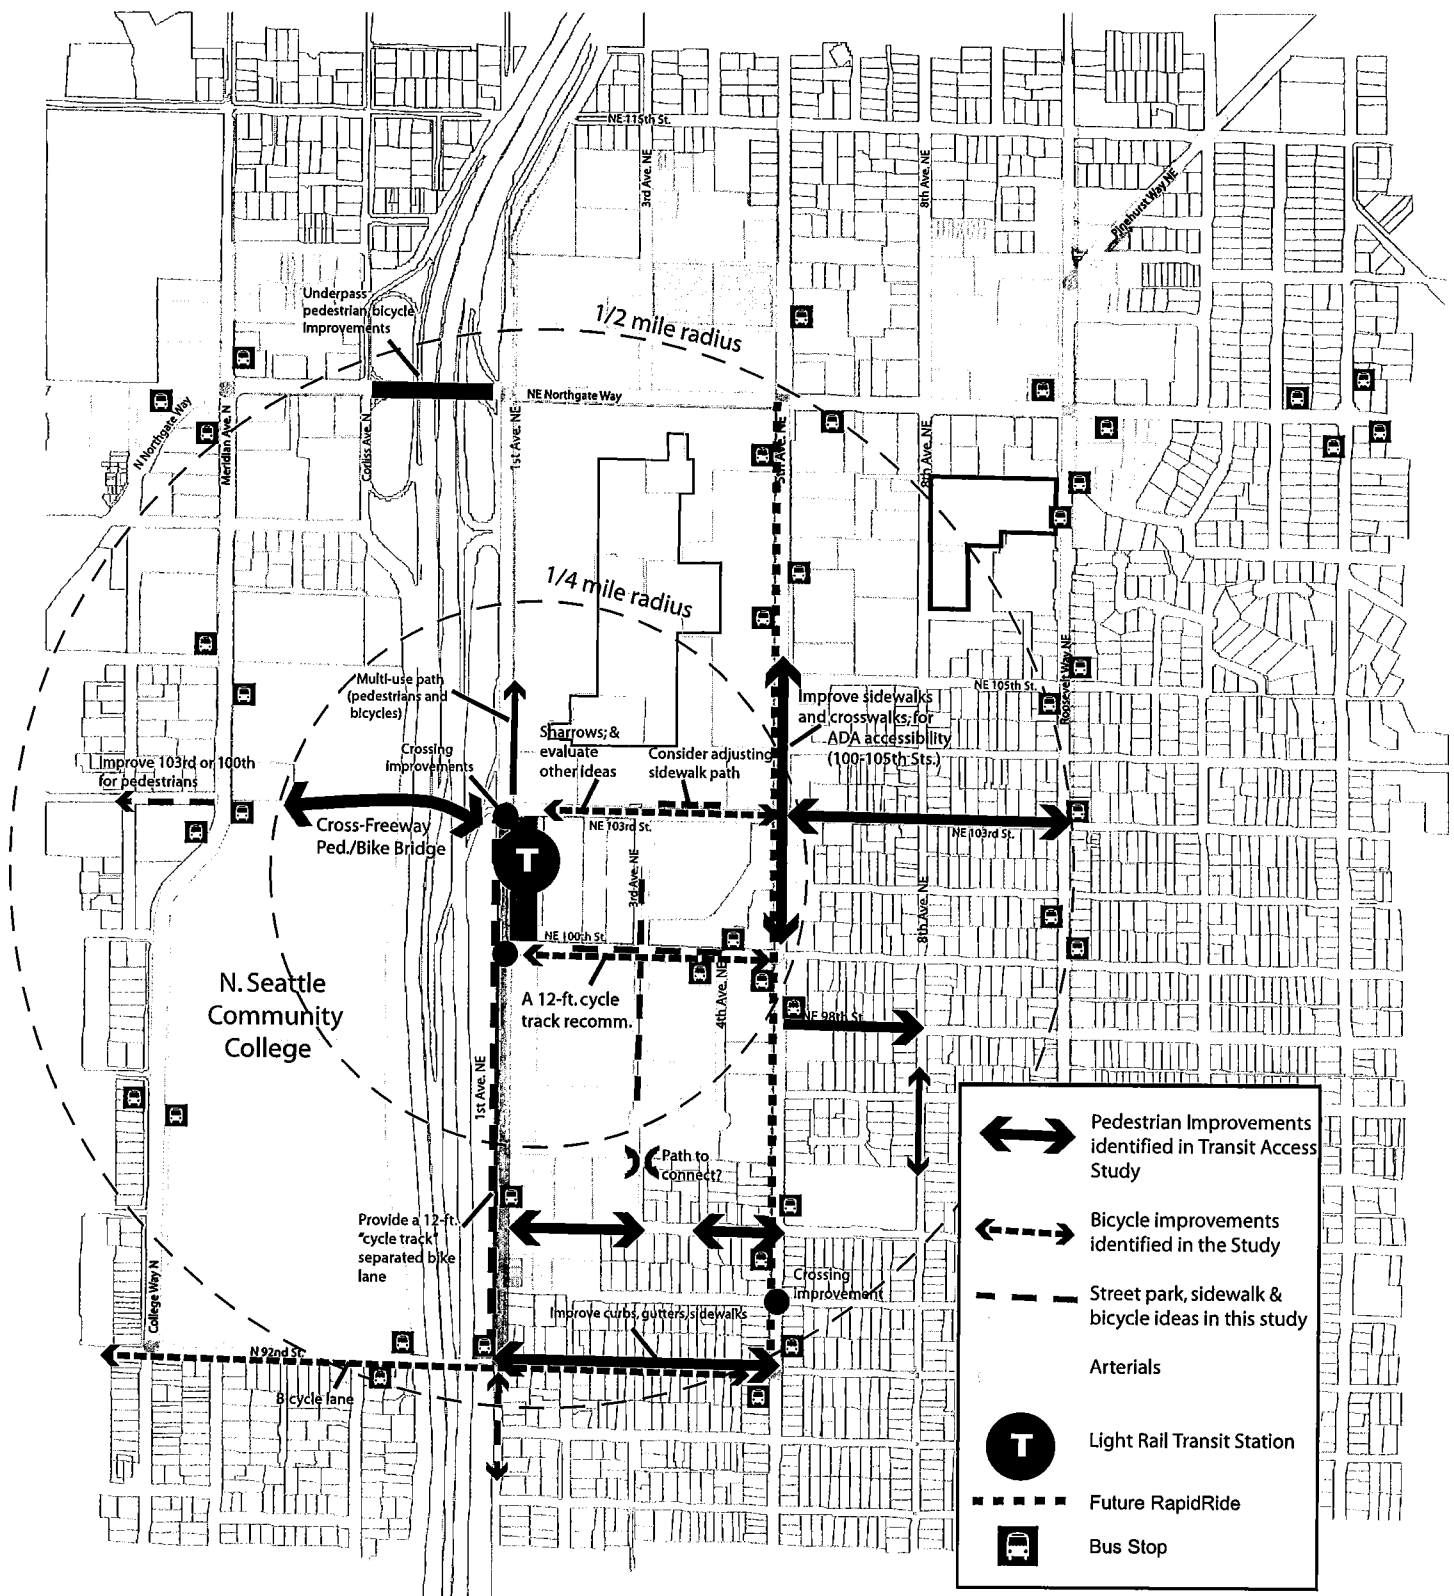 NE 115th St.
3rd Ave. NE
8th Ave. NE
Pinehurst Way NE
Underpass
pedestrian/bicycle
improvements
1/2 mile radius
NE Northgate Way
N Northgate Way
Meridian Ave. N
Corliss Ave. N
1st Ave. NE
5th Ave. NE
8th Ave. NE
1/4 mile radius
Roosevelt Way NE
NE 105th St.
Multi-use path
(pedestrians and
bicycles)
Improve sidewalks
and crosswalks, for
ADA accessibility
(100-105th Sts.)
Sharrows; &
evaluate
other ideas
Consider adjusting
sidewalk path
Crossing
improvements
Improve 103rd or 100th
for pedestrians
Cross-Freeway
Ped./Bike Bridge
NE 103rd St.
NE 103rd St.
T
3rd Ave. NE
8th Ave. NE
NE 100th St.
A 12-ft. cycle
track recomm.
4th Ave. NE
NE 98th St.
N. Seattle
Community
College
1st Ave. NE
Path to
connect?
Provide a 12-ft.
"cycle track"
separated bike
lane
College Way N
Crossing
Improvement
Improve curbs, gutters, sidewalks
N 92nd St.
Bicycle lane
Pedestrian Improvements
identified in Transit Access
Study
Bicycle improvements
identified in the Study
Street park, sidewalk &
bicycle ideas in this study
Arterials
T
Light Rail Transit Station
Future RapidRide
Bus Stop